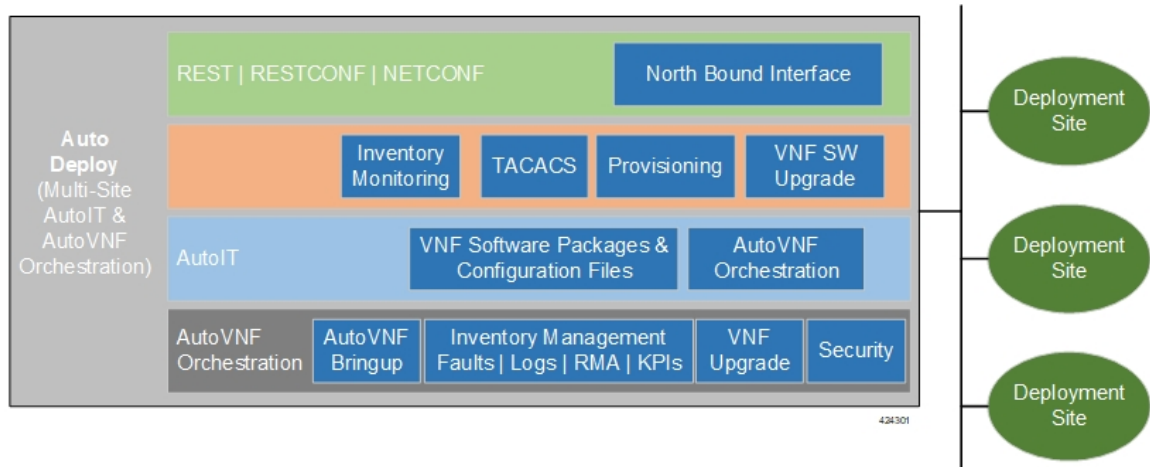 REST | RESTCONF | NETCONF
North Bound Interface
Auto
Deploy
(Multi-Site
AutoIT &
AutoVNF
Orchestration)
Inventory
Monitoring
TACACS
Provisioning
VNF SW
Upgrade
AutoIT
VNF Software Packages &
Configuration Files
AutoVNF
Orchestration
AutoVNF
Orchestration
AutoVNF
Bringup
Inventory Management
Faults | Logs | RMA | KPIs
VNF
Upgrade
Security
424301
Deployment
Site
Deployment
Site
Deployment
Site